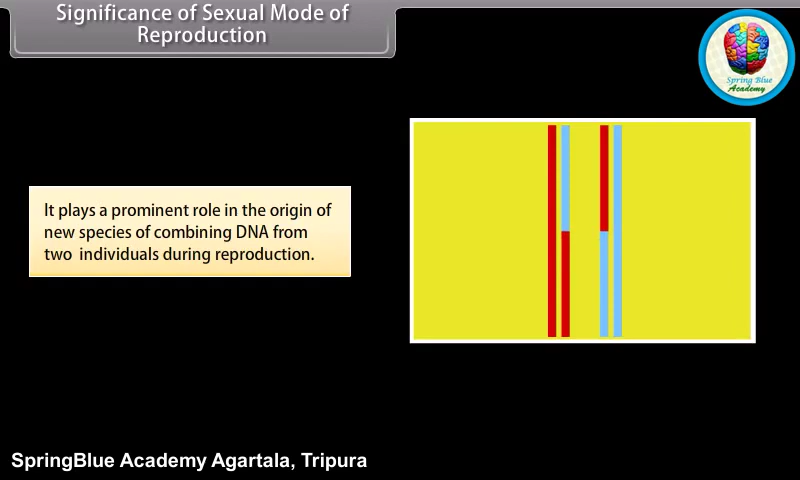 Significance of Sexual Mode of
Reproduction
Spring Blue
Academy
It plays a prominent role in the origin of
new species of combining DNA from
two individuals during reproduction.
SpringBlue Academy Agartala, Tripura